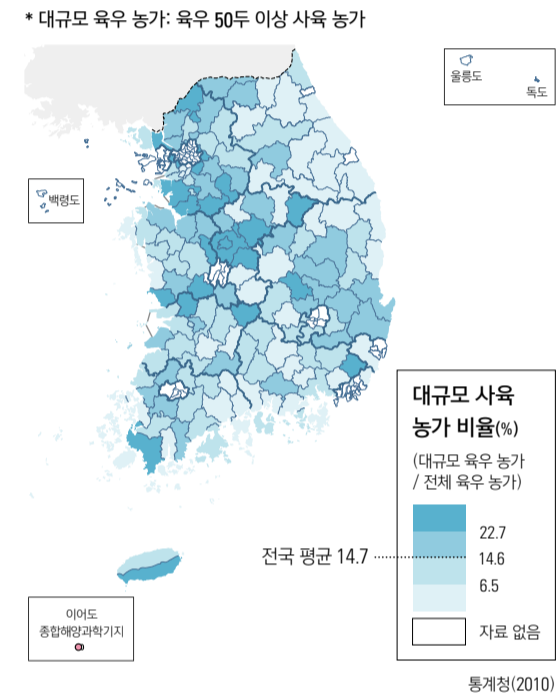 * 대규모 육우 농가: 육우 50두 이상 사육 농가
울릉도
독도
백령도
대규모 사육
농가 비율(%)
(대규모 육우 농가
/ 전체 육우 농가)
22.7
전국 평균 14.7
14.6
6.5
자료 없음
이어도
종합해양과학기지
통계청(2010)